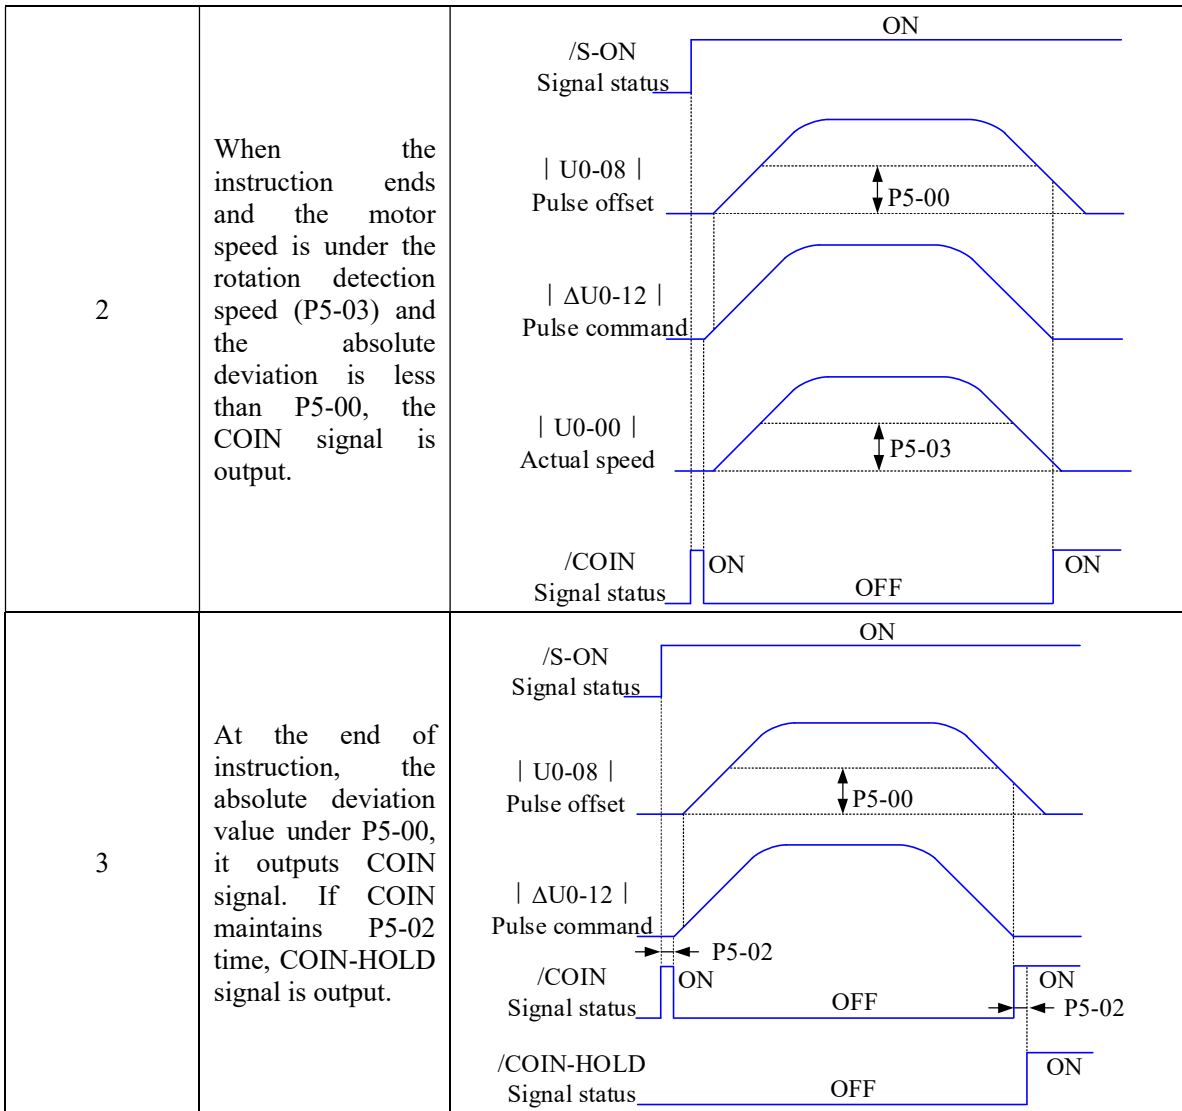 2
When the
instruction ends
and the motor
speed is under the
rotation detection
speed (P5-03) and
the absolute
deviation is less
than P5-00, the
COIN signal is
output.
ON
/S-ON
Signal status
| U0-08 |
Pulse offset
P5-00
| ΔU0-12 |
Pulse command
| U0-00 |
Actual speed
P5-03
/COIN
Signal status
ON
OFF
ON
3
At the end of
instruction, the
absolute deviation
value under P5-00,
it outputs COIN
signal. If COIN
maintains P5-02
time, COIN-HOLD
signal is output.
ON
/S-ON
Signal status
| U0-08 |
Pulse offset
P5-00
| ΔU0-12 |
Pulse command
P5-02
/COIN
Signal status
ON
OFF
ON
P5-02
/COIN-HOLD
Signal status
OFF
ON